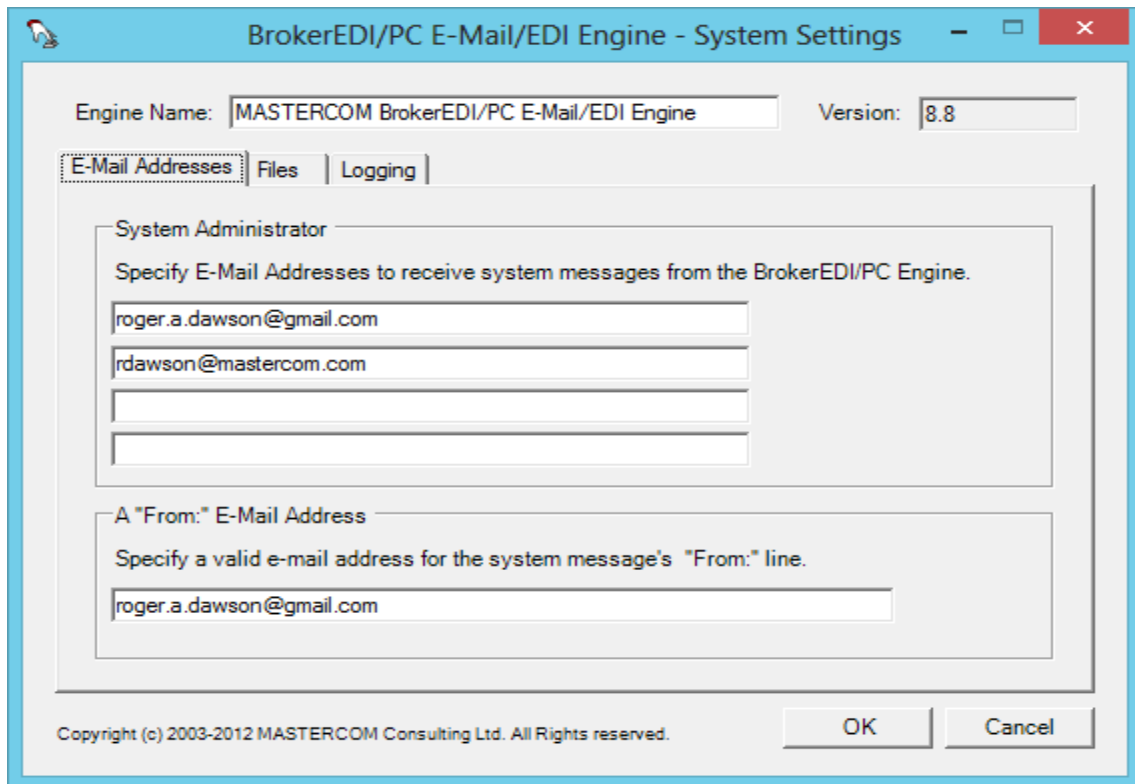 BrokerEDI/PC E-Mail/EDI Engine - System Settings
Engine Name: MASTERCOM BrokerEDI/PC E-Mail/EDI Engine Version: 8.8
E-Mail Addresses Files Logging
System Administrator
Specify E-Mail Addresses to receive system messages from the BrokerEDI/PC Engine.
roger.a.dawson@gmail.com
rdawson@mastercom.com
A "From:" E-Mail Address
Specify a valid e-mail address for the system message's "From:" line.
roger.a.dawson@gmail.com
Copyright (c) 2003-2012 MASTERCOM Consulting Ltd. All Rights reserved. OK Cancel